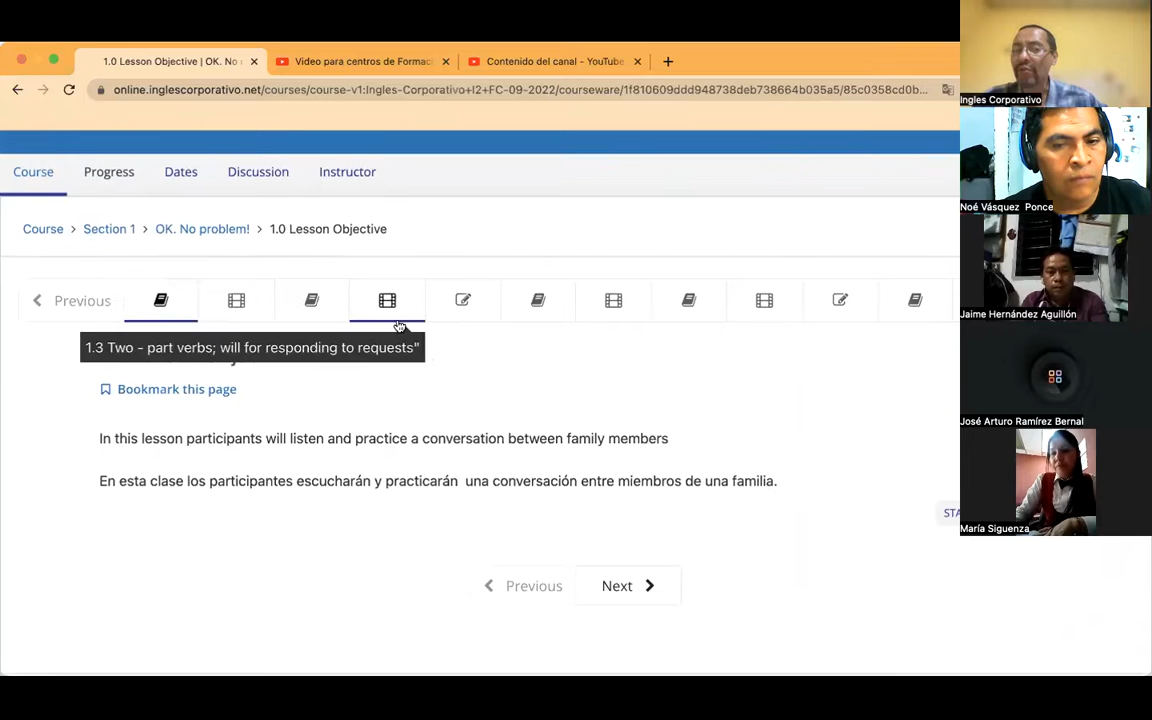 1.0 Lesson Objective | OK. No
Video para centros de Formac
Contenido del canal - YouTube
online.inglescorporativo.net/courses/course-v1:Ingles-Corporativo+I2+FC-09-2022/courseware/1f810609ddd948738deb738664b035a5/85c0358cd0b...
Course Progress Dates Discussion Instructor
Course > Section 1 > OK. No problem! > 1.0 Lesson Objective
Previous
1.3 Two - part verbs; will for responding to requests"
Bookmark this page
In this lesson participants will listen and practice a conversation between family members
En esta clase los participantes escucharán y practicarán una conversación entre miembros de una familia.
STA
Previous Next
Ingles Corporativo
Noé Vásquez Ponce
Jaime Hernández Aguillón
José Arturo Ramírez Bernal
María Siguenza